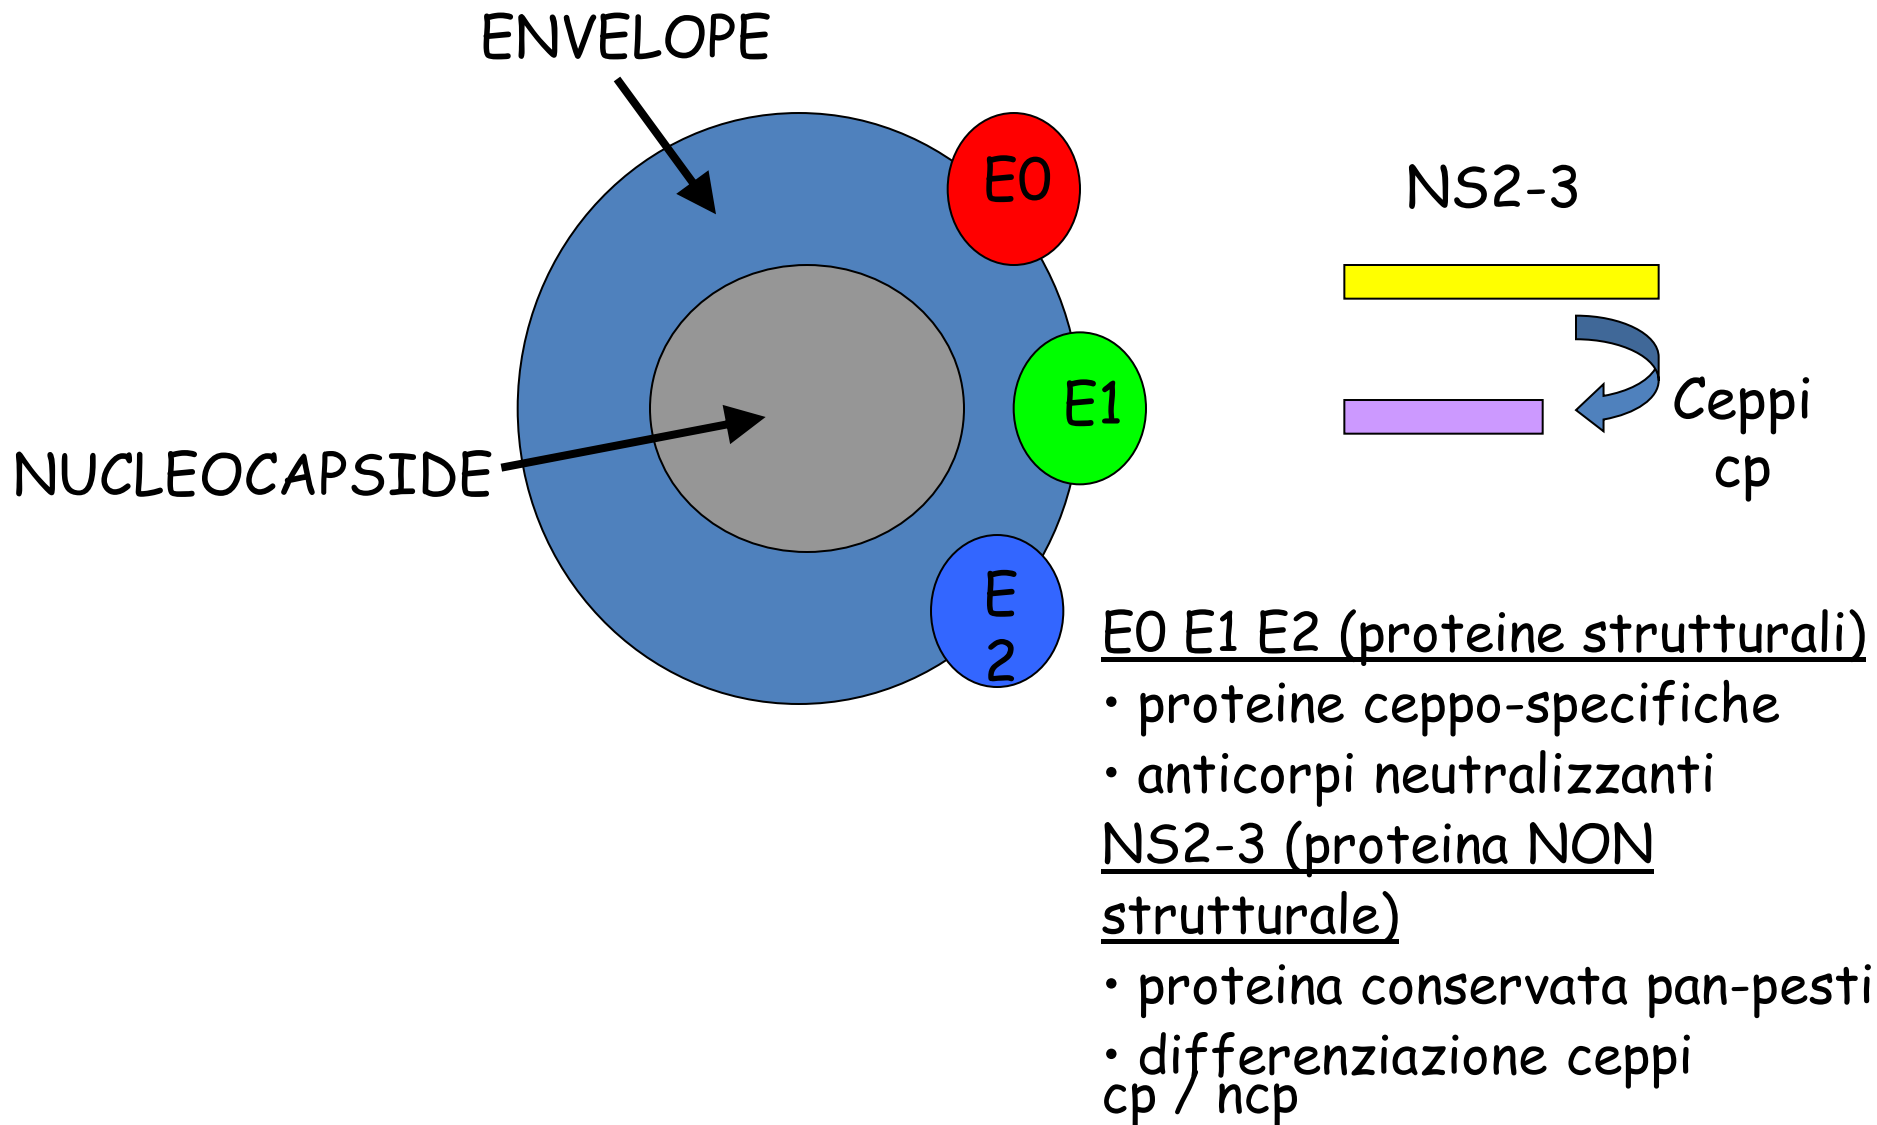 ENVELOPE
E0
NS2-3
E1
Ceppi
cp
NUCLEOCAPSIDE
E
2
E0 E1 E2 (proteine strutturali)
• proteine ceppo-specifiche
• anticorpi neutralizzanti
NS2-3 (proteina NON
strutturale)
• proteina conservata pan-pesti
• differenziazione ceppi
cp / ncp